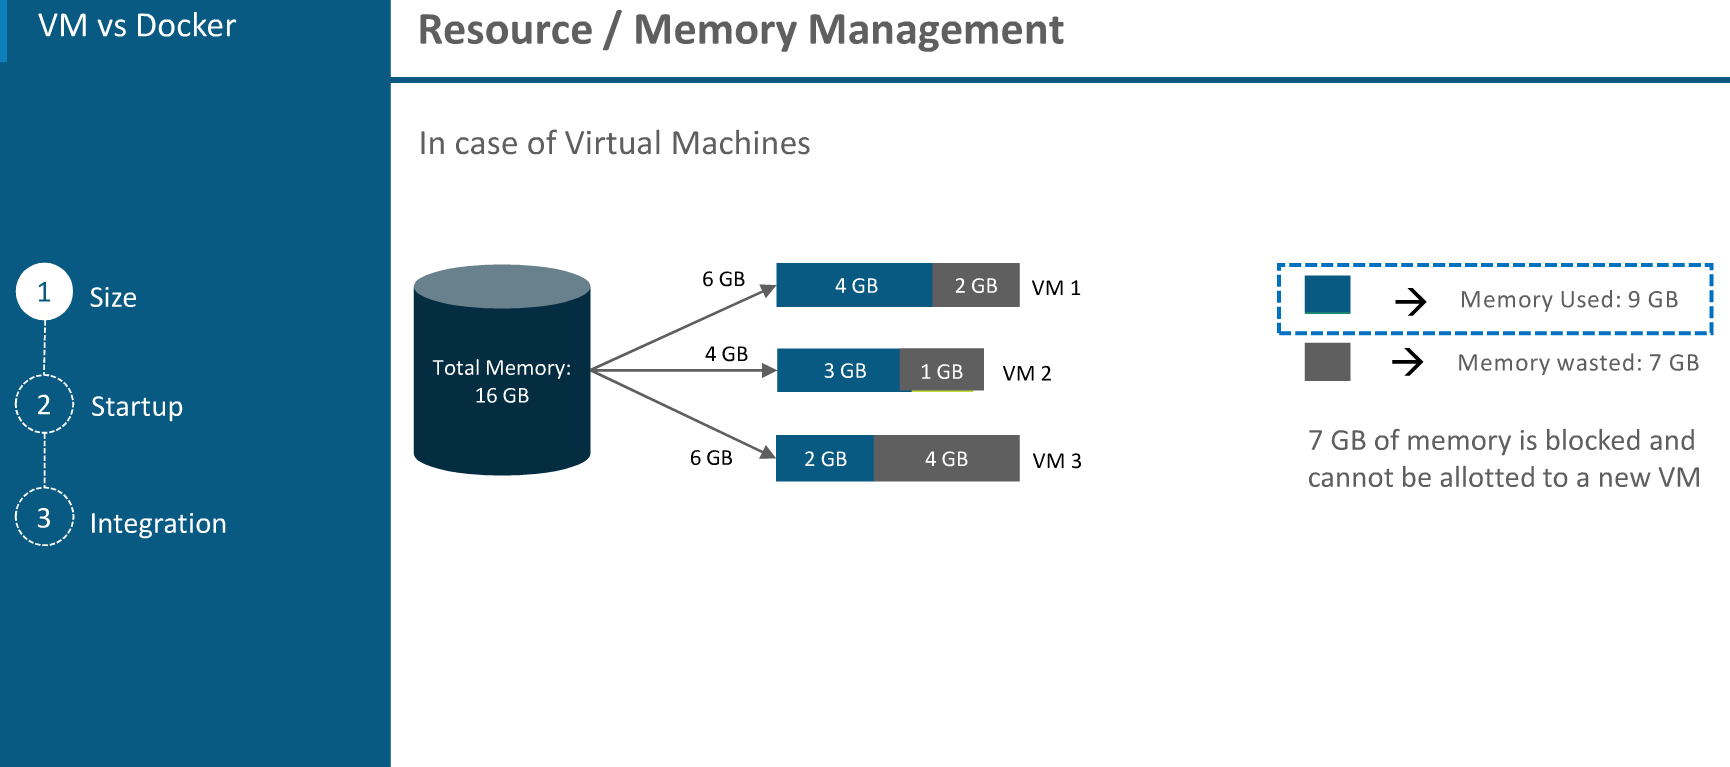 VM vs Docker
Resource / Memory Management
In case of Virtual Machines
1
Size
2
Startup
3
Integration
Total Memory:
16 GB
6 GB
4 GB
2 GB
VM 1
4 GB
3 GB
1 GB
VM 2
6 GB
2 GB
4 GB
VM 3
Memory Used: 9 GB
Memory wasted: 7 GB
7 GB of memory is blocked and
cannot be allotted to a new VM